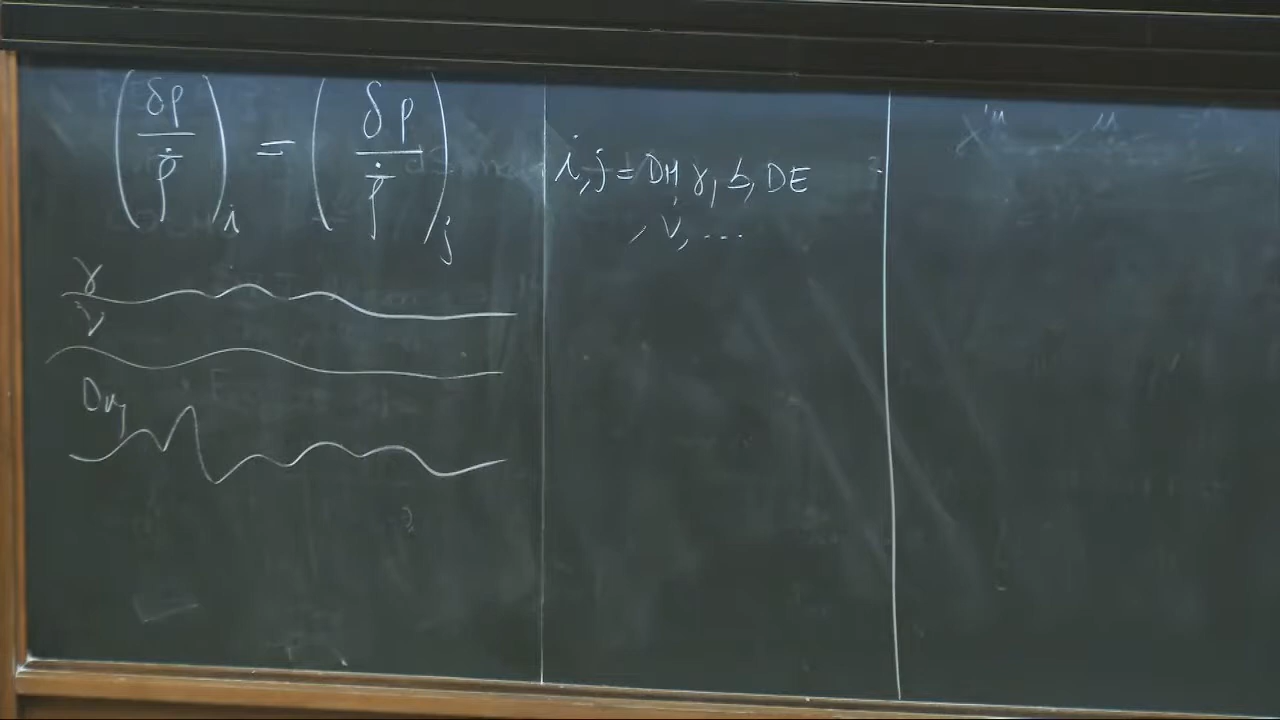 (δρ/ρ̇)_i = (δρ/ρ̇)_j
i, j = DM, γ, b, DE
, ν, ...
γ
ν
DM